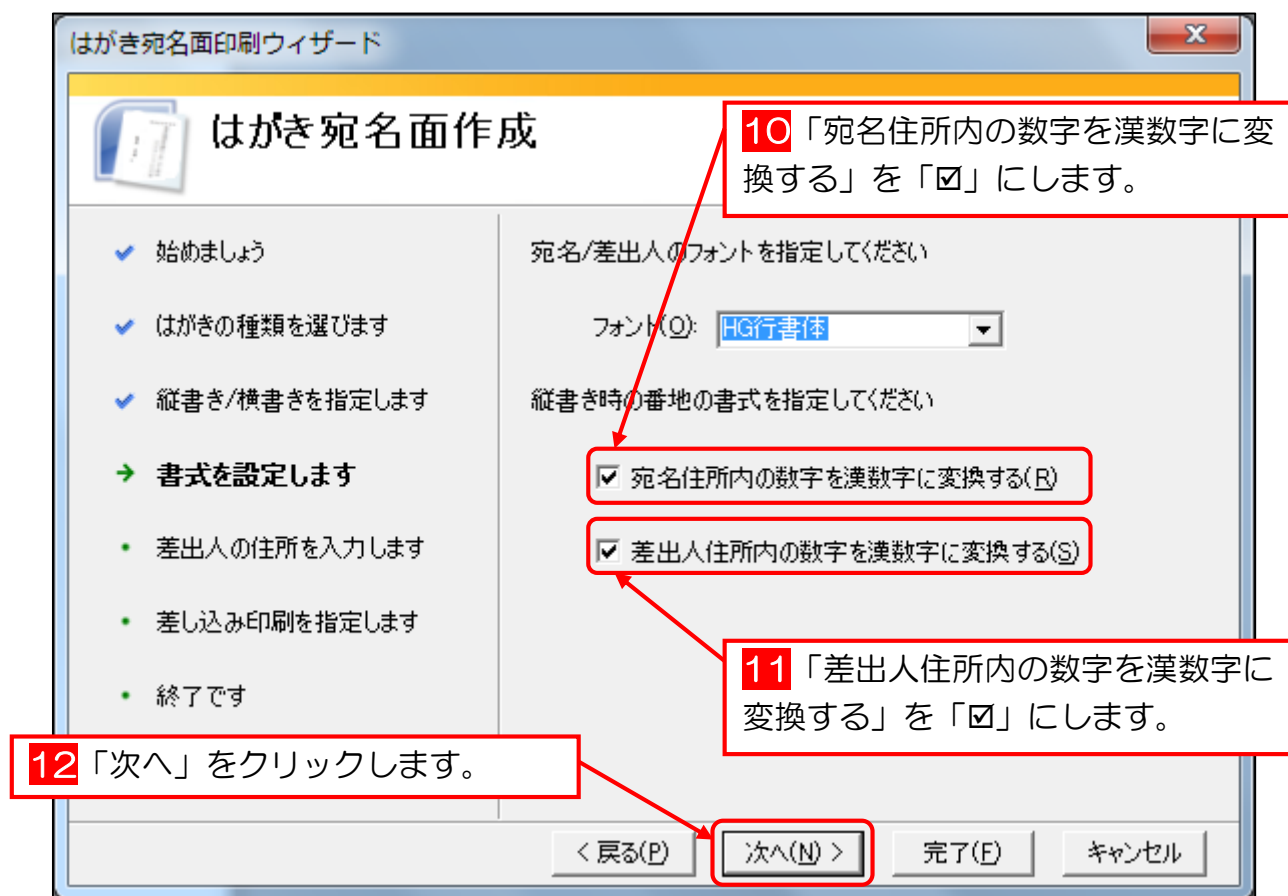 はがき宛名面印刷ウィザード
はがき宛名面作成
10「宛名住所内の数字を漢数字に変
換する」を「☑」にします。
始めましょう
はがきの種類を選びます
縦書き/横書きを指定します
書式を設定します
差出人の住所を入力します
差し込み印刷を指定します
終了です
宛名/差出人のフォントを指定してください
フォント(O): HG行書体
縦書き時の番地の書式を指定してください
宛名住所内の数字を漢数字に変換する(R)
差出人住所内の数字を漢数字に変換する(S)
11「差出人住所内の数字を漢数字に
変換する」を「☑」にします。
12「次へ」をクリックします。
< 戻る(P) 次へ(N) > 完了(F) キャンセル